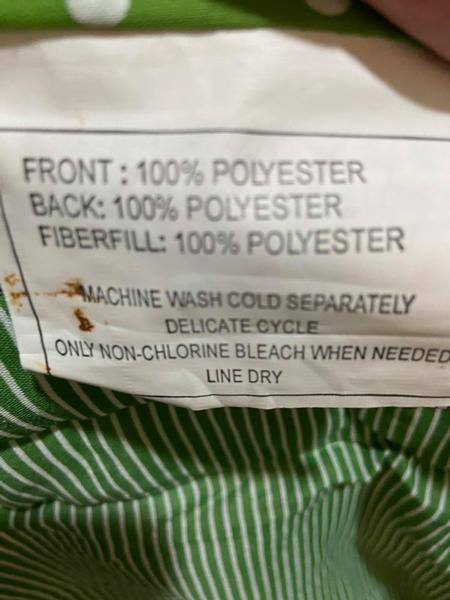 FRONT : 100% POLYESTER
BACK: 100% POLYESTER
FIBERFILL: 100% POLYESTER
MACHINE WASH COLD SEPARATELY
DELICATE CYCLE
ONLY NON-CHLORINE BLEACH WHEN NEEDED
LINE DRY